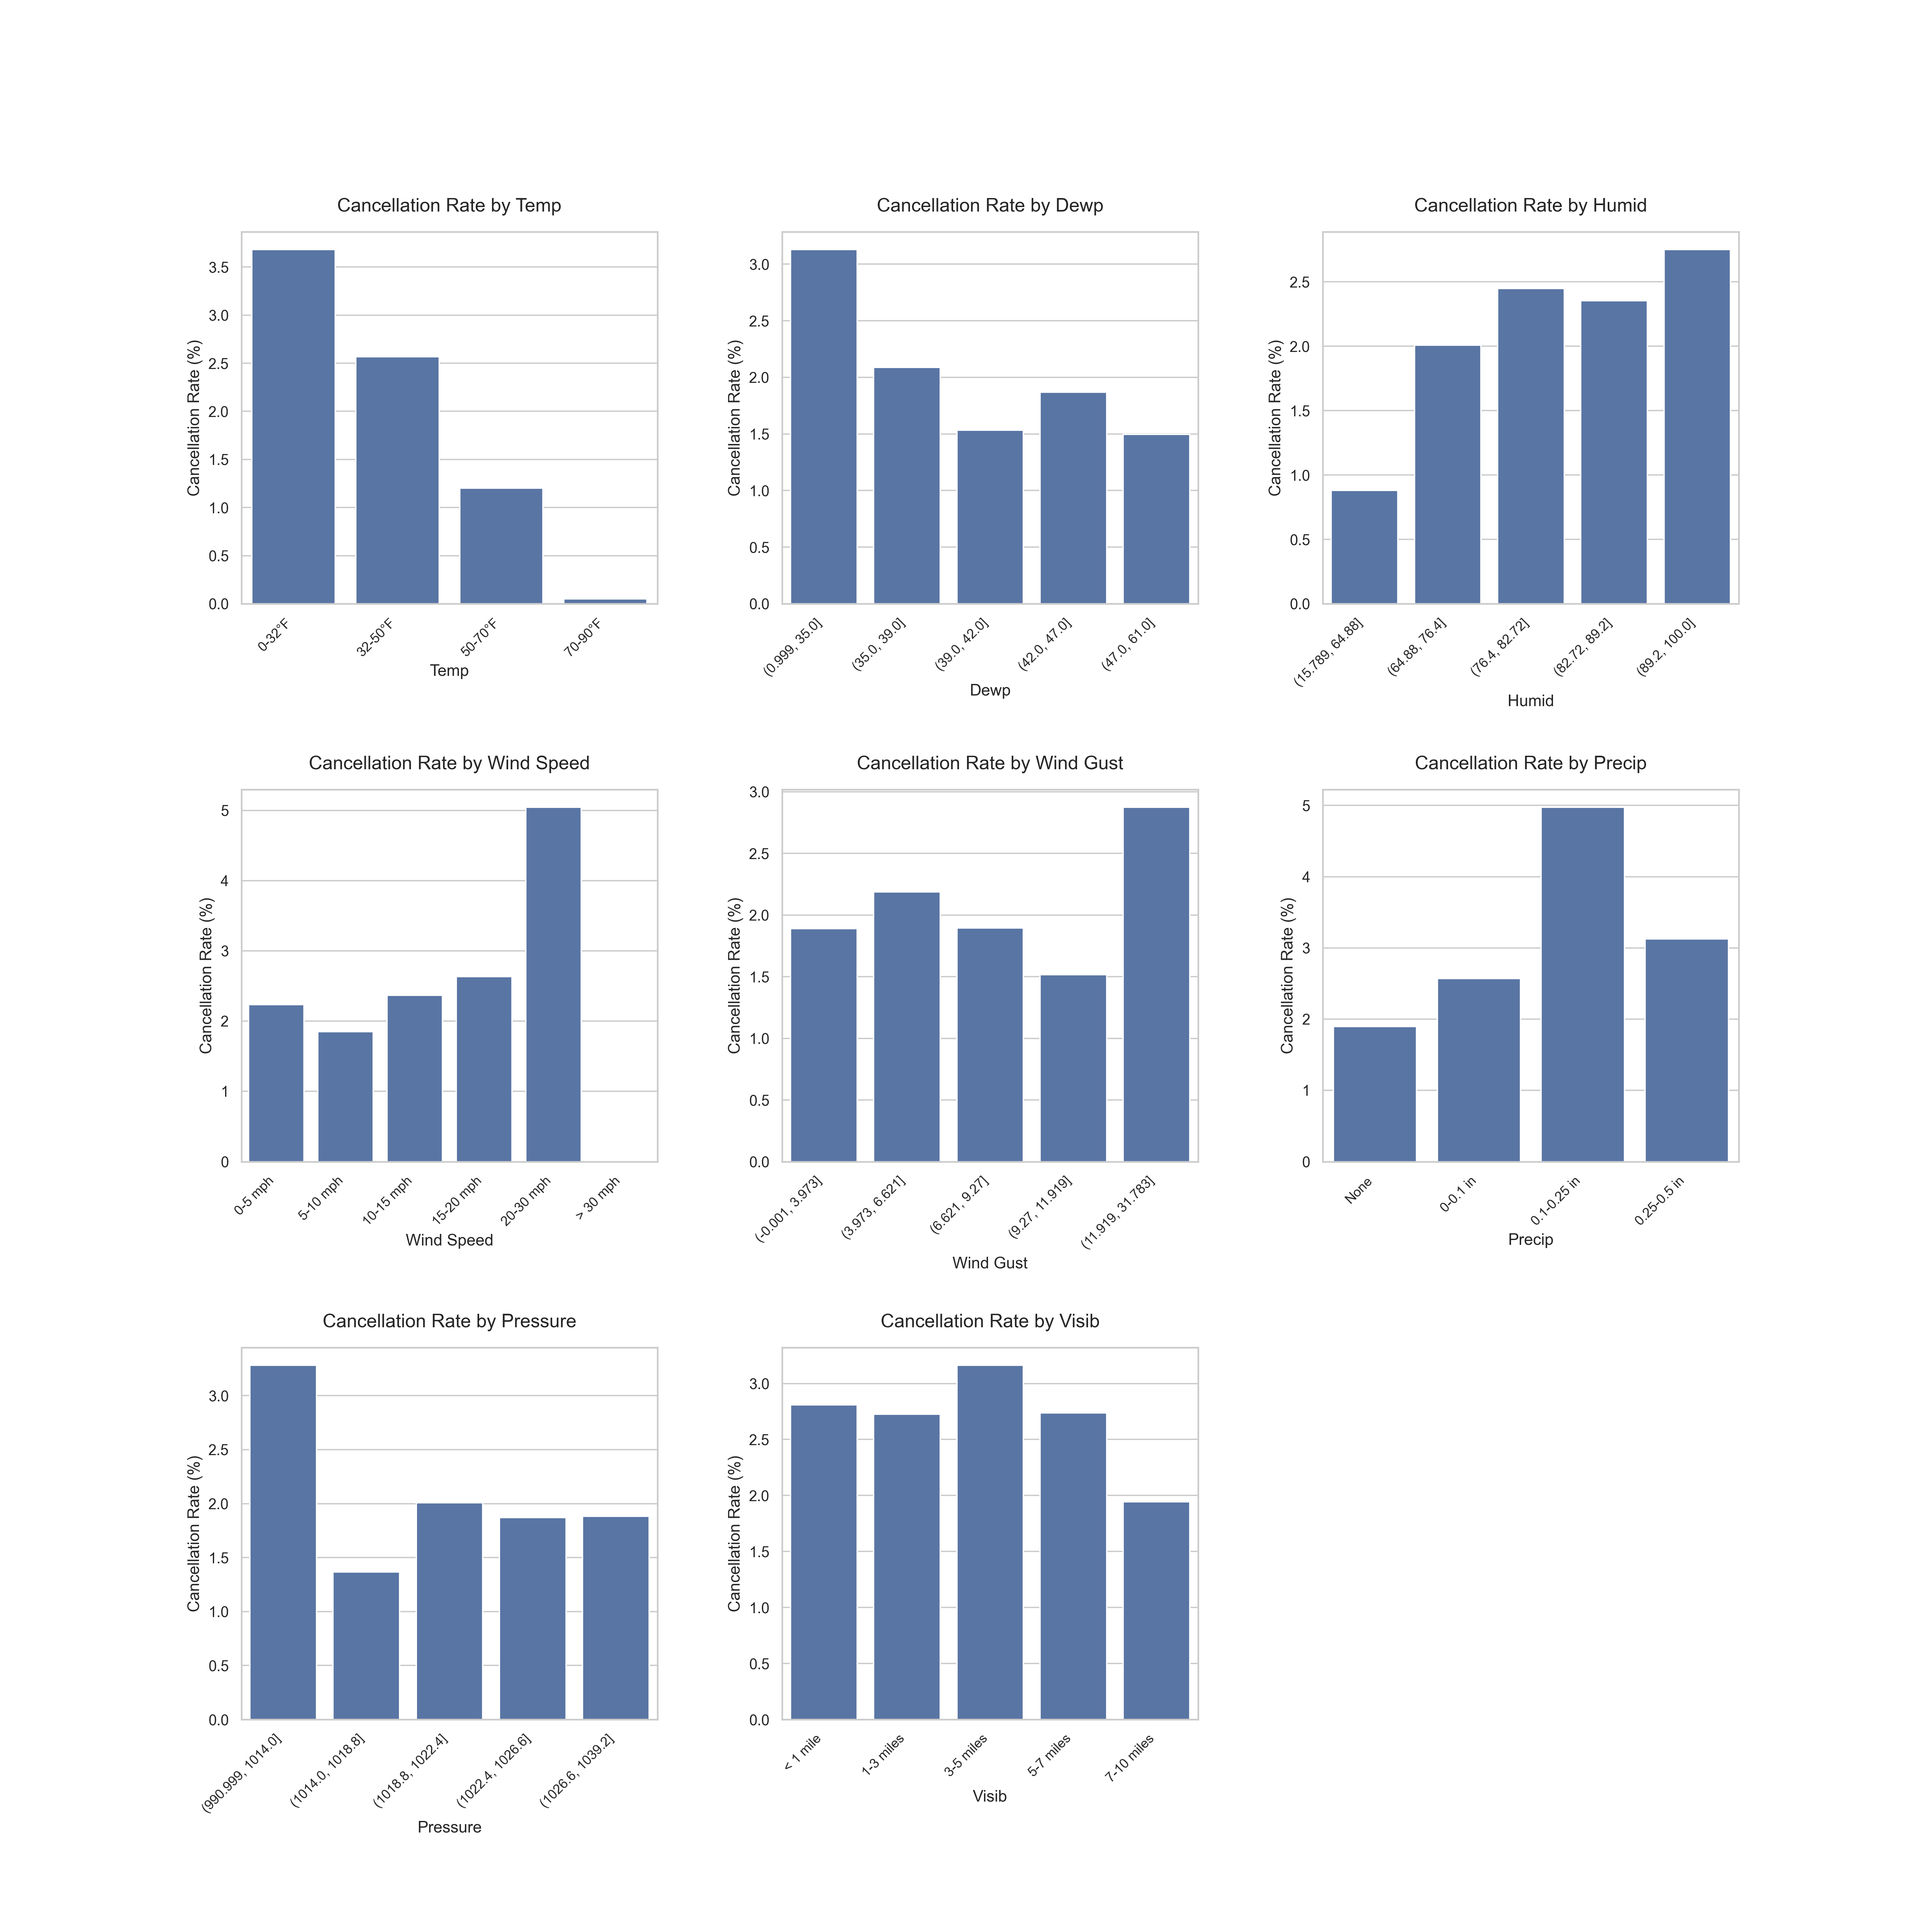 Cancellation Rate by Temp
Cancellation Rate (%)
3.5
3.0
2.5
2.0
1.5
1.0
0.5
0.0
0-32°F
32-50°F
50-70°F
70-90°F
Temp
Cancellation Rate by Dewp
Cancellation Rate (%)
3.0
2.5
2.0
1.5
1.0
0.5
0.0
(0.999, 35.0]
(35.0, 39.0]
(39.0, 42.0]
(42.0, 47.0]
(47.0, 61.0]
Dewp
Cancellation Rate by Humid
Cancellation Rate (%)
2.5
2.0
1.5
1.0
0.5
0.0
(15.789, 64.88]
(64.88, 76.4]
(76.4, 82.72]
(82.72, 89.2]
(89.2, 100.0]
Humid
Cancellation Rate by Wind Speed
Cancellation Rate (%)
5
4
3
2
1
0
0-5 mph
5-10 mph
10-15 mph
15-20 mph
20-30 mph
> 30 mph
Wind Speed
Cancellation Rate by Wind Gust
Cancellation Rate (%)
3.0
2.5
2.0
1.5
1.0
0.5
0.0
(-0.001, 3.973]
(3.973, 6.621]
(6.621, 9.27]
(9.27, 11.919]
(11.919, 31.783]
Wind Gust
Cancellation Rate by Precip
Cancellation Rate (%)
5
4
3
2
1
0
None
0-0.1 in
0.1-0.25 in
0.25-0.5 in
Precip
Cancellation Rate by Pressure
Cancellation Rate (%)
3.0
2.5
2.0
1.5
1.0
0.5
0.0
(990.999, 1014.0]
(1014.0, 1018.8]
(1018.8, 1022.4]
(1022.4, 1026.6]
(1026.6, 1039.2]
Pressure
Cancellation Rate by Visib
Cancellation Rate (%)
3.0
2.5
2.0
1.5
1.0
0.5
0.0
< 1 mile
1-3 miles
3-5 miles
5-7 miles
7-10 miles
Visib